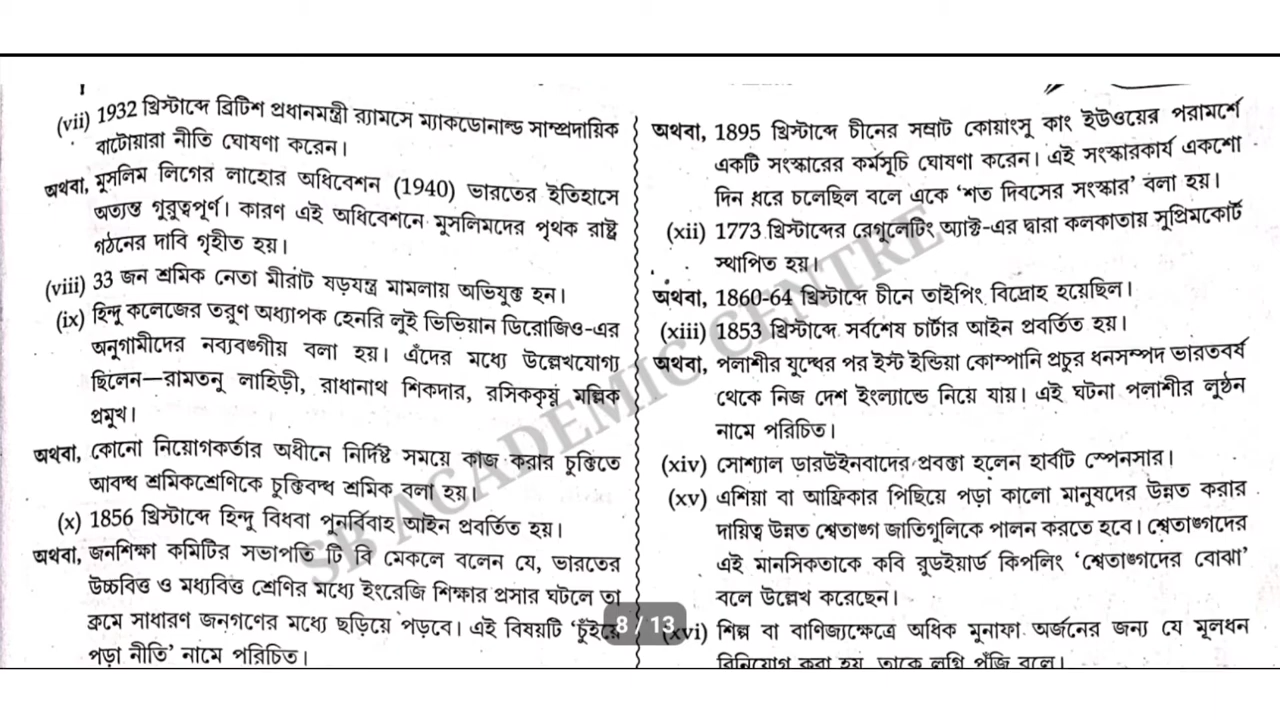 (vii) 1932 খ্রিস্টাব্দে ব্রিটিশ প্রধানমন্ত্রী র‍্যামসে ম্যাকডোনাল্ড সাম্প্রদায়িক
বাটোয়ারা নীতি ঘোষণা করেন।
অথবা, মুসলিম লিগের লাহোর অধিবেশন (1940) ভারতের ইতিহাসে
অত্যন্ত গুরুত্বপূর্ণ। কারণ এই অধিবেশনে মুসলিমদের পৃথক রাষ্ট্র
গঠনের দাবি গৃহীত হয়।
(viii) 33 জন শ্রমিক নেতা মীরাট ষড়যন্ত্র মামলায় অভিযুক্ত হন।
(ix) হিন্দু কলেজের তরুণ অধ্যাপক হেনরি লুই ভিভিয়ান ডিরোজিও-এর
অনুগামীদের নব্যবঙ্গীয় বলা হয়। এঁদের মধ্যে উল্লেখযোগ্য
ছিলেন—রামতনু লাহিড়ী, রাধানাথ শিকদার, রসিককৃষ্ণ মল্লিক
প্রমুখ।
অথবা, কোনো নিয়োগকর্তার অধীনে নির্দিষ্ট সময়ে কাজ করার চুক্তিতে
আবদ্ধ শ্রমিকশ্রেণিকে চুক্তিবদ্ধ শ্রমিক বলা হয়।
(x) 1856 খ্রিস্টাব্দে হিন্দু বিধবা পুনর্বিবাহ আইন প্রবর্তিত হয়।
অথবা, জনশিক্ষা কমিটির সভাপতি টি বি মেকলে বলেন যে, ভারতের
উচ্চবিত্ত ও মধ্যবিত্ত শ্রেণির মধ্যে ইংরেজি শিক্ষার প্রসার ঘটলে তা
ক্রমে সাধারণ জনগণের মধ্যে ছড়িয়ে পড়বে। এই বিষয়টি ‘চুঁইয়ে
পড়া নীতি’ নামে পরিচিত।
অথবা, 1895 খ্রিস্টাব্দে চীনের সম্রাট কোয়াংসু কাং ইউওয়ের পরামর্শে
একটি সংস্কারের কর্মসূচি ঘোষণা করেন। এই সংস্কারকার্য একশো
দিন ধরে চলেছিল বলে একে ‘শত দিবসের সংস্কার’ বলা হয়।
(xii) 1773 খ্রিস্টাব্দের রেগুলেটিং অ্যাক্ট-এর দ্বারা কলকাতায় সুপ্রিমকোর্ট
স্থাপিত হয়।
অথবা, 1860-64 খ্রিস্টাব্দে চীনে তাইপিং বিদ্রোহ হয়েছিল।
(xiii) 1853 খ্রিস্টাব্দে সর্বশেষ চার্টার আইন প্রবর্তিত হয়।
অথবা, পলাশীর যুদ্ধের পর ইস্ট ইন্ডিয়া কোম্পানি প্রচুর ধনসম্পদ ভারতবর্ষ
থেকে নিজ দেশ ইংল্যান্ডে নিয়ে যায়। এই ঘটনা পলাশীর লুণ্ঠন
নামে পরিচিত।
(xiv) সোশ্যাল ডারউইনবাদের প্রবক্তা হলেন হার্বার্ট স্পেনসার।
(xv) এশিয়া বা আফ্রিকার পিছিয়ে পড়া কালো মানুষদের উন্নত করার
দায়িত্ব উন্নত শ্বেতাঙ্গ জাতিগুলিকে পালন করতে হবে। শ্বেতাঙ্গদের
এই মানসিকতাকে কবি রুডইয়ার্ড কিপলিং ‘শ্বেতাঙ্গদের বোঝা’
বলে উল্লেখ করেছেন।
(xvi) শিল্প বা বাণিজ্যক্ষেত্রে অধিক মুনাফা অর্জনের জন্য যে মূলধন
বিনিয়োগ করা হয়, তাকে লগ্নি পুঁজি বলে।
SB ACADEMIC CENTRE
8 / 13